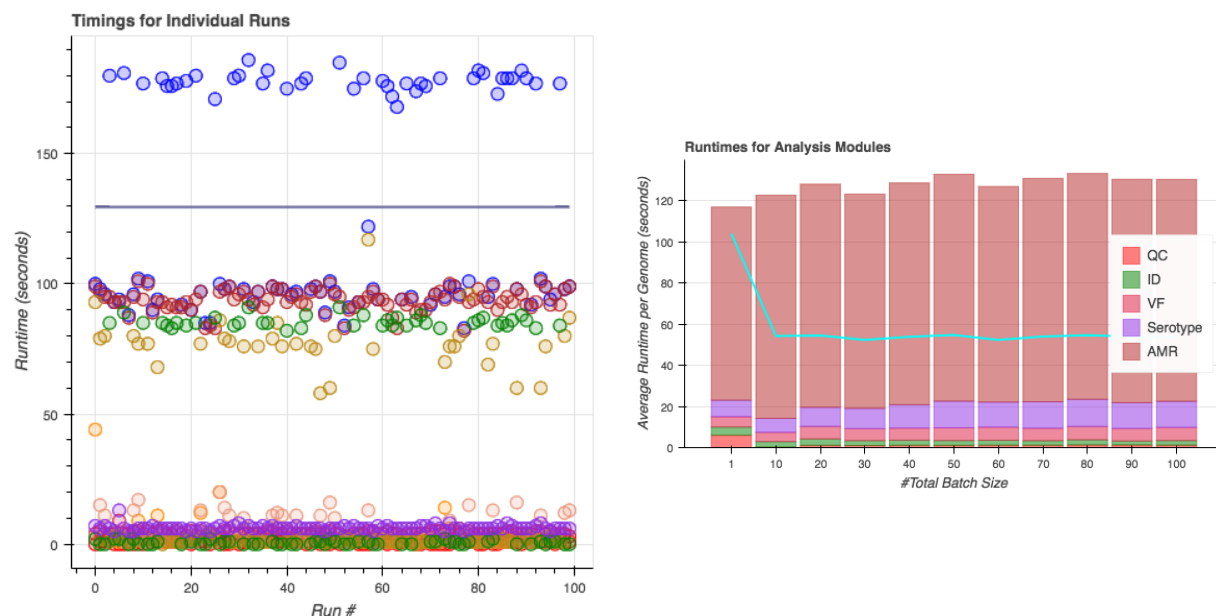 Timings for Individual Runs
150
100
50
0
Runtime (seconds)
0 20 40 60 80 100
Run #
Runtimes for Analysis Modules
120
100
80
60
40
20
0
Average Runtime per Genome (seconds)
QC
ID
VF
Serotype
AMR
1 10 20 30 40 50 60 70 80 90 100
#Total Batch Size